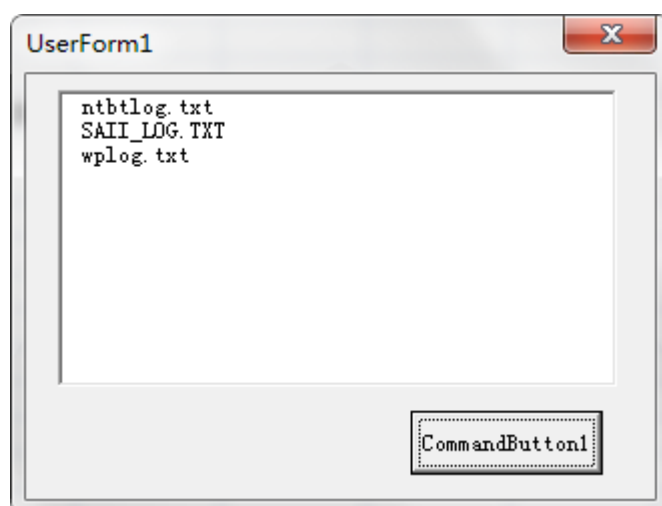 UserForm1
ntbtlog.txt
SAII_LOG.TXT
wplog.txt
CommandButton1